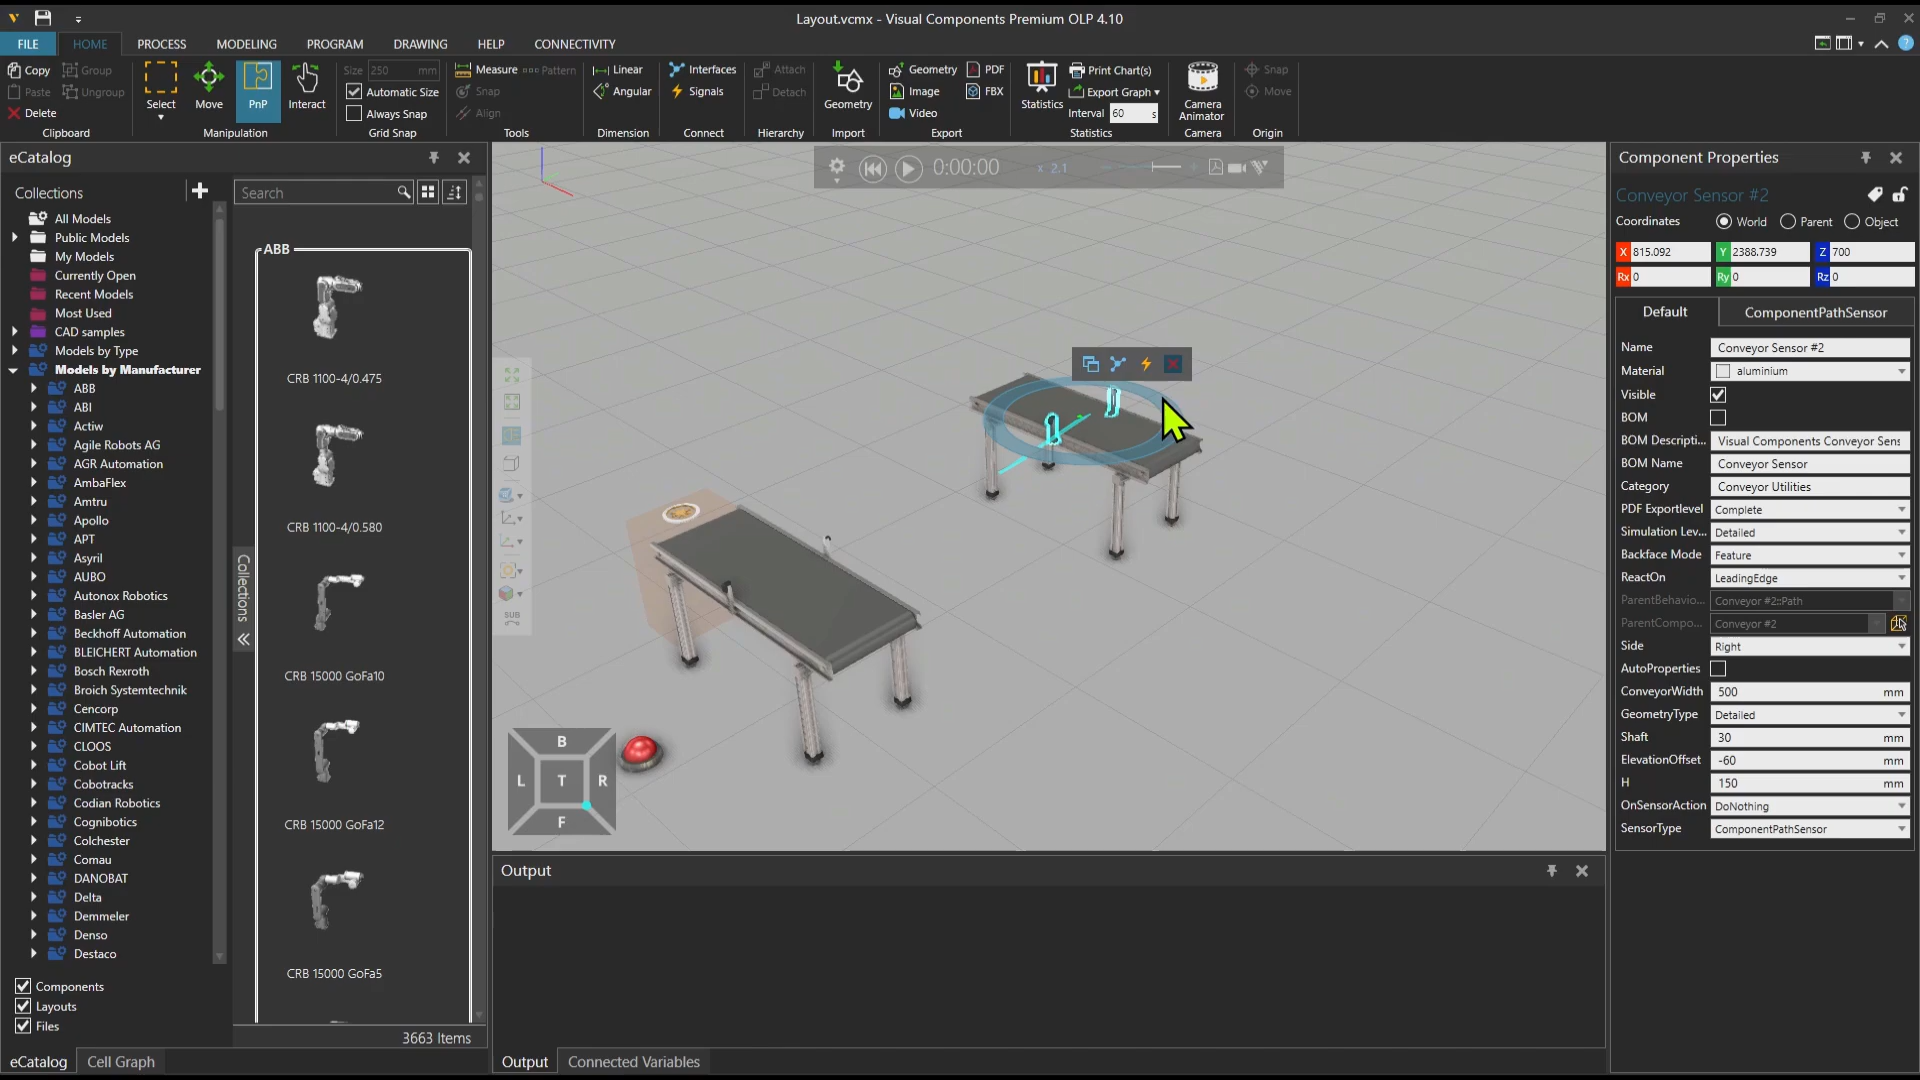 Layout.vcmx - Visual Components Premium OLP 4.10
FILE HOME PROCESS MODELING PROGRAM DRAWING HELP CONNECTIVITY
Copy Group
Paste Ungroup
Delete
Clipboard
Select Move PnP Interact
Manipulation
Size 250 mm
Automatic Size
Always Snap
Grid Snap
Measure Pattern
Snap
Align
Tools
Linear
Angular
Dimension
Interfaces
Signals
Connect
Attach
Detach
Hierarchy
Geometry
Import
Geometry PDF
Image FBX
Video
Export
Statistics
Print Chart(s)
Export Graph
Interval 60 s
Statistics
Camera Animator
Camera
Snap
Move
Origin
eCatalog
Collections
All Models
Public Models
My Models
Currently Open
Recent Models
Most Used
CAD samples
Models by Type
Models by Manufacturer
ABB
ABI
Actiw
Agile Robots AG
AGR Automation
AmbaFlex
Amtru
Apollo
APT
Asyril
AUBO
Autonox Robotics
Basler AG
Beckhoff Automation
BLEICHERT Automation
Bosch Rexroth
Broich Systemtechnik
Cencorp
CIMTEC Automation
CLOOS
Cobot Lift
Cobotracks
Codian Robotics
Cognibotics
Colchester
Comau
DANOBAT
Delta
Demmeler
Denso
Destaco
Components
Layouts
Files
Search
Collections
ABB
CRB 1100-4/0.475
CRB 1100-4/0.580
CRB 15000 GoFa10
CRB 15000 GoFa12
CRB 15000 GoFa5
3663 Items
eCatalog Cell Graph
0:00:00 x 2.1
SUB
B
L T R
F
Output
Output Connected Variables
Component Properties
Conveyor Sensor #2
Coordinates World Parent Object
X 815.092 Y 2388.739 Z 700
Rx 0 Ry 0 Rz 0
Default ComponentPathSensor
Name Conveyor Sensor #2
Material aluminium
Visible
BOM
BOM Descripti... Visual Components Conveyor Sens
BOM Name Conveyor Sensor
Category Conveyor Utilities
PDF Exportlevel Complete
Simulation Lev... Detailed
Backface Mode Feature
ReactOn LeadingEdge
ParentBehavio... Conveyor #2::Path
ParentCompo... Conveyor #2
Side Right
AutoProperties
ConveyorWidth 500 mm
GeometryType Detailed
Shaft 30 mm
ElevationOffset -60 mm
H 150 mm
OnSensorAction DoNothing
SensorType ComponentPathSensor